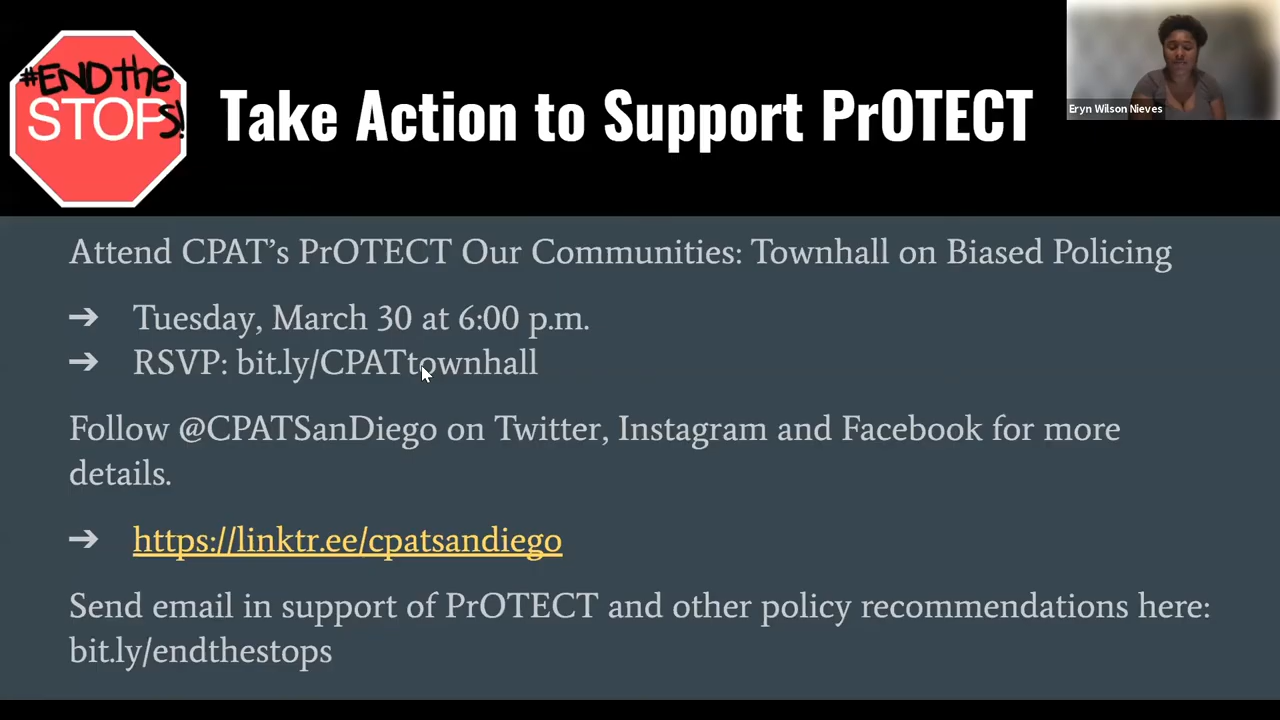 #END the
STOPS!
Take Action to Support PrOTECT
Eryn Wilson Nieves
Attend CPAT’s PrOTECT Our Communities: Townhall on Biased Policing
➔ Tuesday, March 30 at 6:00 p.m.
➔ RSVP: bit.ly/CPATtownhall
Follow @CPATSanDiego on Twitter, Instagram and Facebook for more
details.
➔ https://linktr.ee/cpatsandiego
Send email in support of PrOTECT and other policy recommendations here:
bit.ly/endthestops